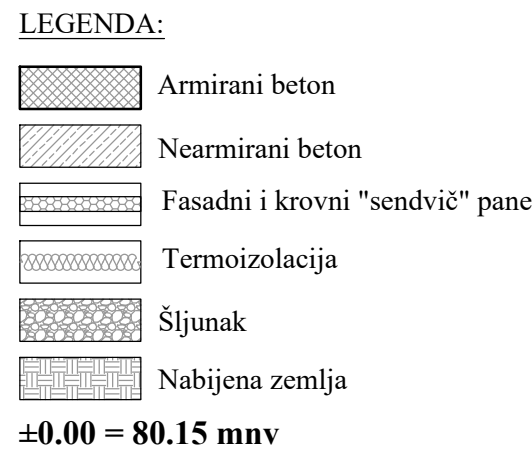 LEGENDA:
Armirani beton
Nearmirani beton
Fasadni i krovni "sendvič" pane
Termoizolacija
Šljunak
Nabijena zemlja
±0.00 = 80.15 mnv